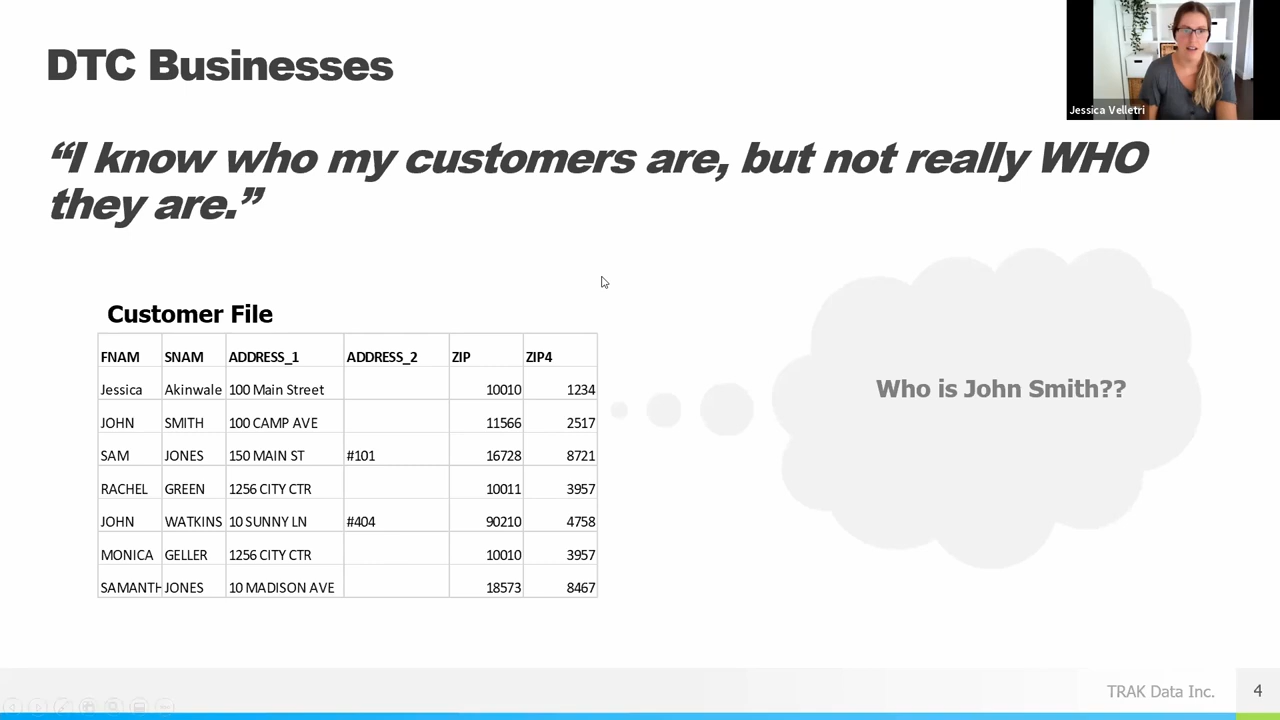 DTC Businesses
Jessica Velletri
“I know who my customers are, but not really WHO
they are.”
Customer File
FNAM SNAM ADDRESS_1 ADDRESS_2 ZIP ZIP4
Jessica Akinwale 100 Main Street 10010 1234
JOHN SMITH 100 CAMP AVE 11566 2517
SAM JONES 150 MAIN ST #101 16728 8721
RACHEL GREEN 1256 CITY CTR 10011 3957
JOHN WATKINS 10 SUNNY LN #404 90210 4758
MONICA GELLER 1256 CITY CTR 10010 3957
SAMANTH JONES 10 MADISON AVE 18573 8467
Who is John Smith??
TRAK Data Inc. 4